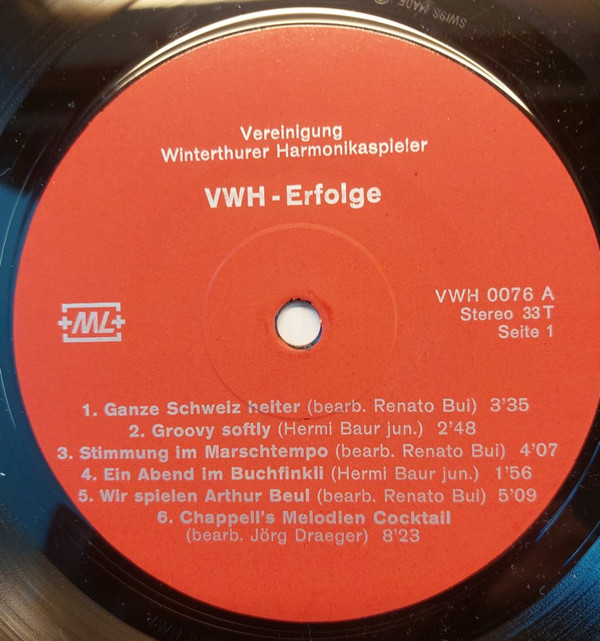 SWISS MADE
Vereinigung
Winterthurer Harmonikaspieler
VWH - Erfolge
+ML+
VWH 0076 A
Stereo 33 T
Seite 1
1. Ganze Schweiz heiter (bearb. Renato Bui) 3'35
2. Groovy softly (Hermi Baur jun.) 2'48
3. Stimmung im Marschtempo (bearb. Renato Bui) 4'07
4. Ein Abend im Buchfinkli (Hermi Baur jun.) 1'56
5. Wir spielen Arthur Beul (bearb. Renato Bui) 5'09
6. Chappell's Melodien Cocktail
(bearb. Jörg Draeger) 8'23